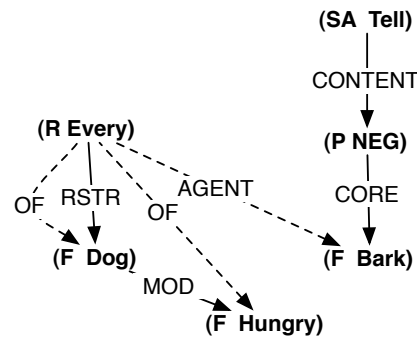 (SA Tell)
CONTENT
(R Every)
(P NEG)
OF
RSTR
OF
AGENT
CORE
(F Dog)
(F Bark)
MOD
(F Hungry)